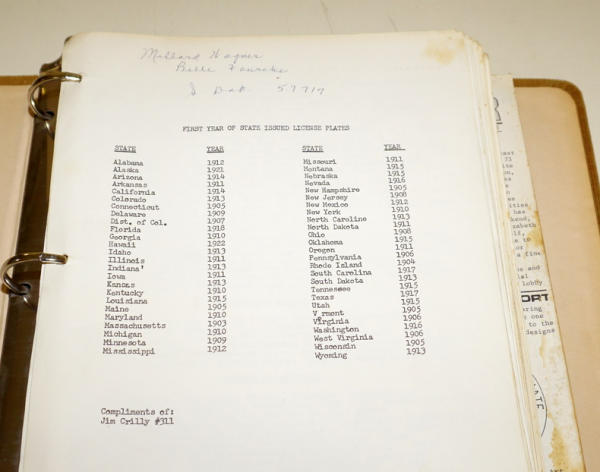 Millard Wagner
Belle Fourche
S Dak 57717
FIRST YEAR OF STATE ISSUED LICENSE PLATES
STATE YEAR
Alabama 1912
Alaska 1921
Arizona 1914
Arkansas 1911
California 1914
Colorado 1913
Connecticut 1905
Delaware 1909
Dist. of Col. 1907
Florida 1918
Georgia 1910
Hawaii 1922
Idaho 1913
Illinois 1911
Indiana' 1913
Iowa 1911
Kansas 1913
Kentucky 1910
Louisiana 1915
Maine 1905
Maryland 1910
Massachusetts 1903
Michigan 1910
Minnesota 1909
Mississippi 1912
STATE YEAR
Missouri 1911
Montana 1915
Nebraska 1915
Nevada 1916
New Hampshire 1905
New Jersey 1908
New Mexico 1912
New York 1910
North Caroline 1913
North Dakota 1911
Ohio 1908
Oklahoma 1915
Oregon 1911
Pennsylvania 1906
Rhode Island 1904
South Carolina 1917
South Dakota 1913
Tennessee 1915
Texas 1917
Utah 1915
Vermont 1905
Virginia 1906
Washington 1916
West Virginia 1906
Wisconsin 1905
Wyoming 1913
Compliments of:
Jim Crilly #311